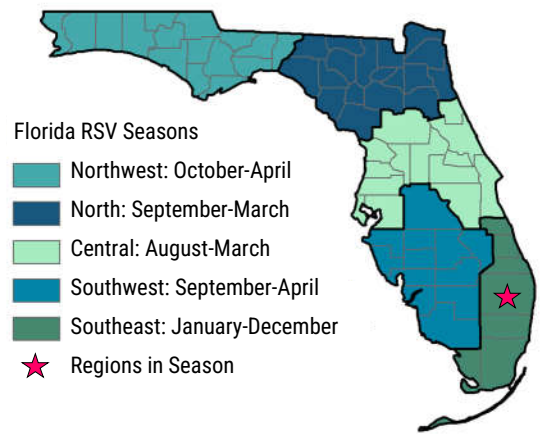 Florida RSV Seasons
Northwest: October-April
North: September-March
Central: August-March
Southwest: September-April
Southeast: January-December
Regions in Season